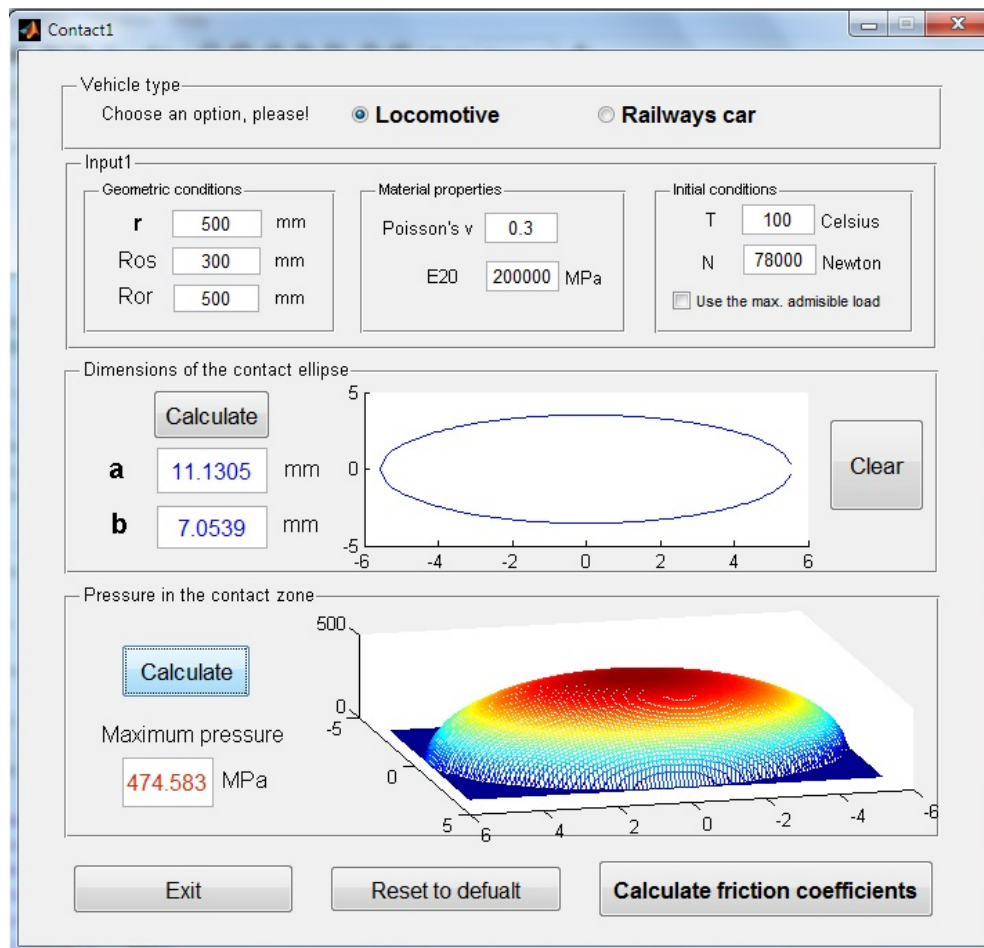 Contact1
Vehicle type
Choose an option, please! Locomotive Railways car
Input1
Geometric conditions Material properties Initial conditions
r 500 mm Poisson's v 0.3 T 100 Celsius
Ros 300 mm E20 200000 MPa N 78000 Newton
Ror 500 mm Use the max. admisible load
Dimensions of the contact ellipse
Calculate
a 11.1305 mm
b 7.0539 mm
5
0
-5
-6 -4 -2 0 2 4 6
Clear
Pressure in the contact zone
Calculate
Maximum pressure
474.583 MPa
500
0
-5
0
5
6 4 2 0 -2 -4 -6
Exit Reset to defualt Calculate friction coefficients